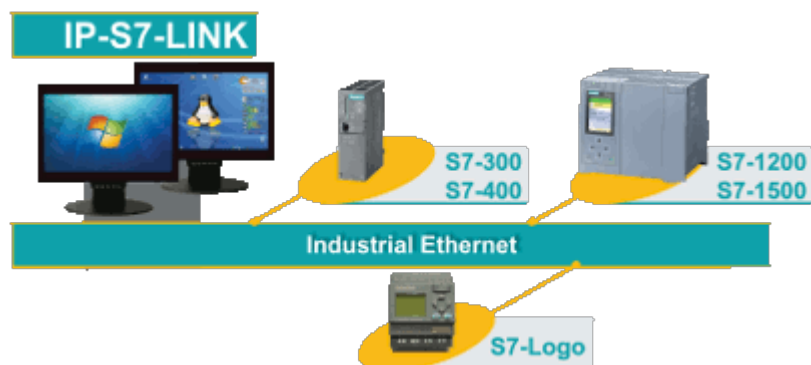 IP-S7-LINK
S7-300
S7-400
S7-1200
S7-1500
Industrial Ethernet
S7-Logo